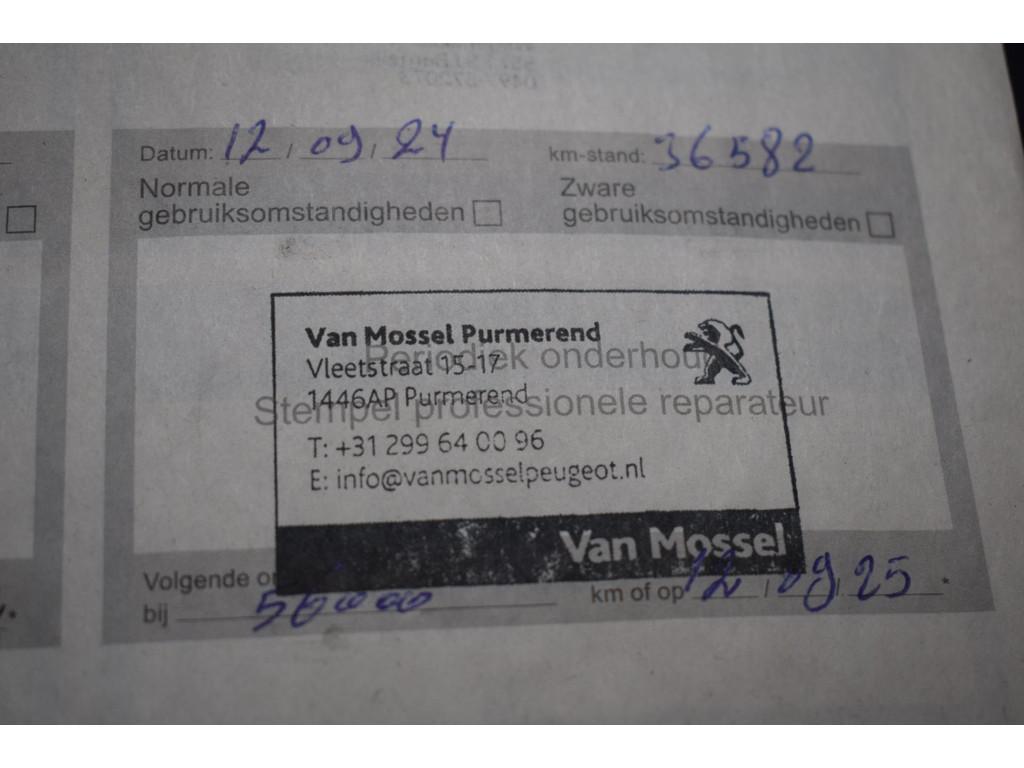 Datum: 12 / 09 / 24 km-stand: 36582
Normale gebruiksomstandigheden
Zware gebruiksomstandigheden
Van Mossel Purmerend
Vleetstraat 15-17
1446AP Purmerend
T: +31 299 64 00 96
E: info@vanmosselpeugeot.nl
Periodiek onderhoud
Stempel professionele reparateur
Van Mossel
Volgende
bij 50000 km of op 12 / 09 / 25 *